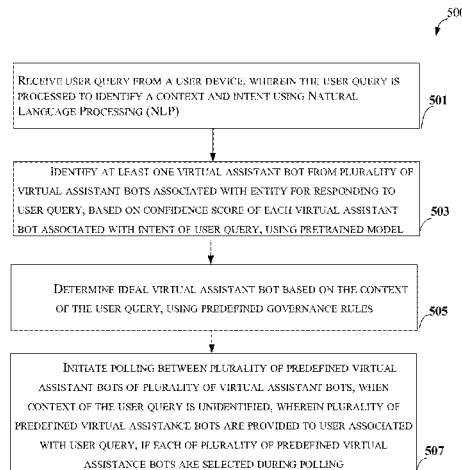 500
RECEIVE USER QUERY FROM A USER DEVICE, WHEREIN THE USER QUERY IS
PROCESSED TO IDENTIFY A CONTEXT AND INTENT USING NATURAL
LANGUAGE PROCESSING (NLP)
501
IDENTIFY AT LEAST ONE VIRTUAL ASSISTANT BOT FROM PLURALITY OF
VIRTUAL ASSISTANT BOTS ASSOCIATED WITH ENTITY FOR RESPONDING TO
USER QUERY, BASED ON CONFIDENCE SCORE OF EACH VIRTUAL ASSISTANT
BOT ASSOCIATED WITH INTENT OF USER QUERY, USING PRETRAINED MODEL
503
DETERMINE IDEAL VIRTUAL ASSISTANT BOT BASED ON THE CONTEXT
OF THE USER QUERY, USING PREDEFINED GOVERNANCE RULES
505
INITIATE POLLING BETWEEN PLURALITY OF PREDEFINED VIRTUAL
ASSISTANT BOTS OF PLURALITY OF VIRTUAL ASSISTANT BOTS, WHEN
CONTEXT OF THE USER QUERY IS UNIDENTIFIED, WHEREIN PLURALITY OF
PREDEFINED VIRTUAL ASSISTANCE BOTS ARE PROVIDED TO USER ASSOCIATED
WITH USER QUERY, IF EACH OF PLURALITY OF PREDEFINED VIRTUAL
ASSISTANCE BOTS ARE SELECTED DURING POLLING
507